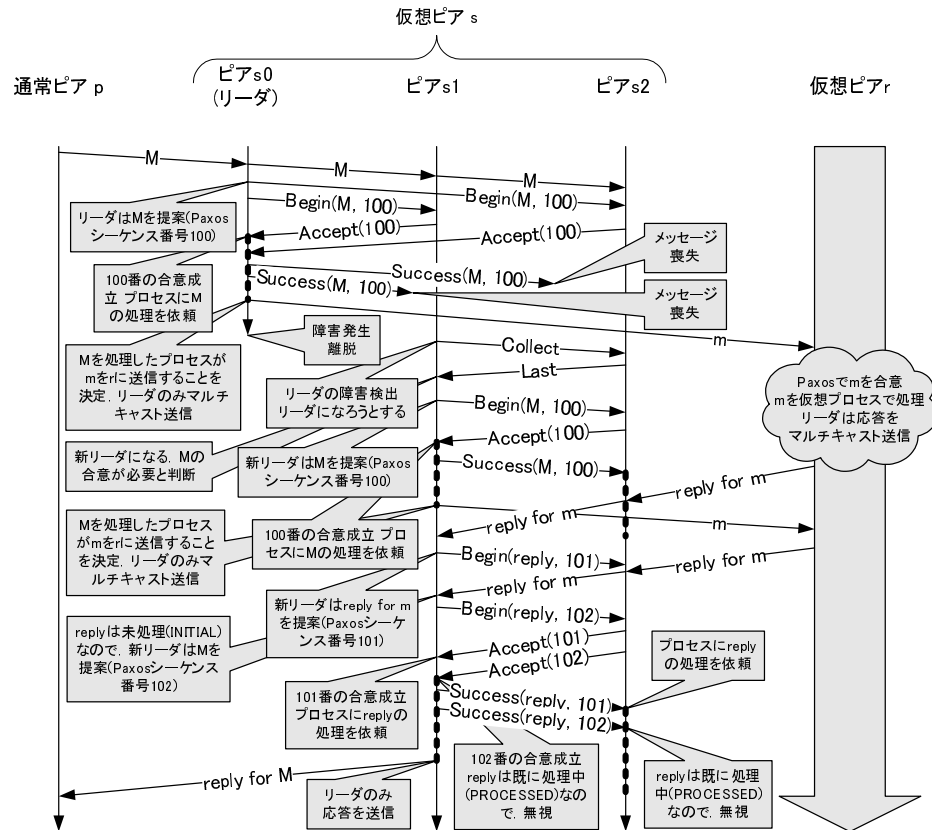 仮想ピア s
通常ピア p
ピアs0
(リーダ)
ピアs1
ピアs2
仮想ピアr
M
M
M
Begin(M, 100)
Begin(M, 100)
リーダはMを提案(Paxos
シーケンス番号100)
Accept(100)
Accept(100)
メッセージ
喪失
100番の合意成
立 プロセスにM
の処理を依頼
Success(M, 100)
Success(M, 100)
メッセージ
喪失
障害発生
離脱
m
Mを処理したプロセスが
mをrに送信することを
決定. リーダのみマルチ
キャスト送信
Collect
Last
リーダの障害検出
リーダになろうとする
Paxosでmを合意
mを仮想プロセスで処理
リーダは応答を
マルチキャスト送信
Begin(M, 100)
Accept(100)
新リーダになる. Mの
合意が必要と判断
新リーダはMを提案(Paxos
シーケンス番号100)
Success(M, 100)
reply for m
reply for m
m
Mを処理したプロセス
がmをrに送信すること
を決定. リーダのみマ
ルチキャスト送信
100番の合意成立 プロ
セスにMの処理を依頼
Begin(reply, 101)
reply for m
reply for m
新リーダはreply for m
を提案(Paxosシーケ
ンス番号101)
Begin(reply, 102)
replyは未処理(INITIAL)
なので. 新リーダはMを
提案(Paxosシーケンス
番号102)
Accept(101)
Accept(102)
プロセスにreply
の処理を依頼
101番の合意成立
プロセスにreplyの
処理を依頼
Success(reply, 101)
Success(reply, 102)
102番の合意成立
replyは既に処理中
(PROCESSED)なの
で. 無視
replyは既に処理
中(PROCESSED)
なので. 無視
reply for M
リーダのみ
応答を送信